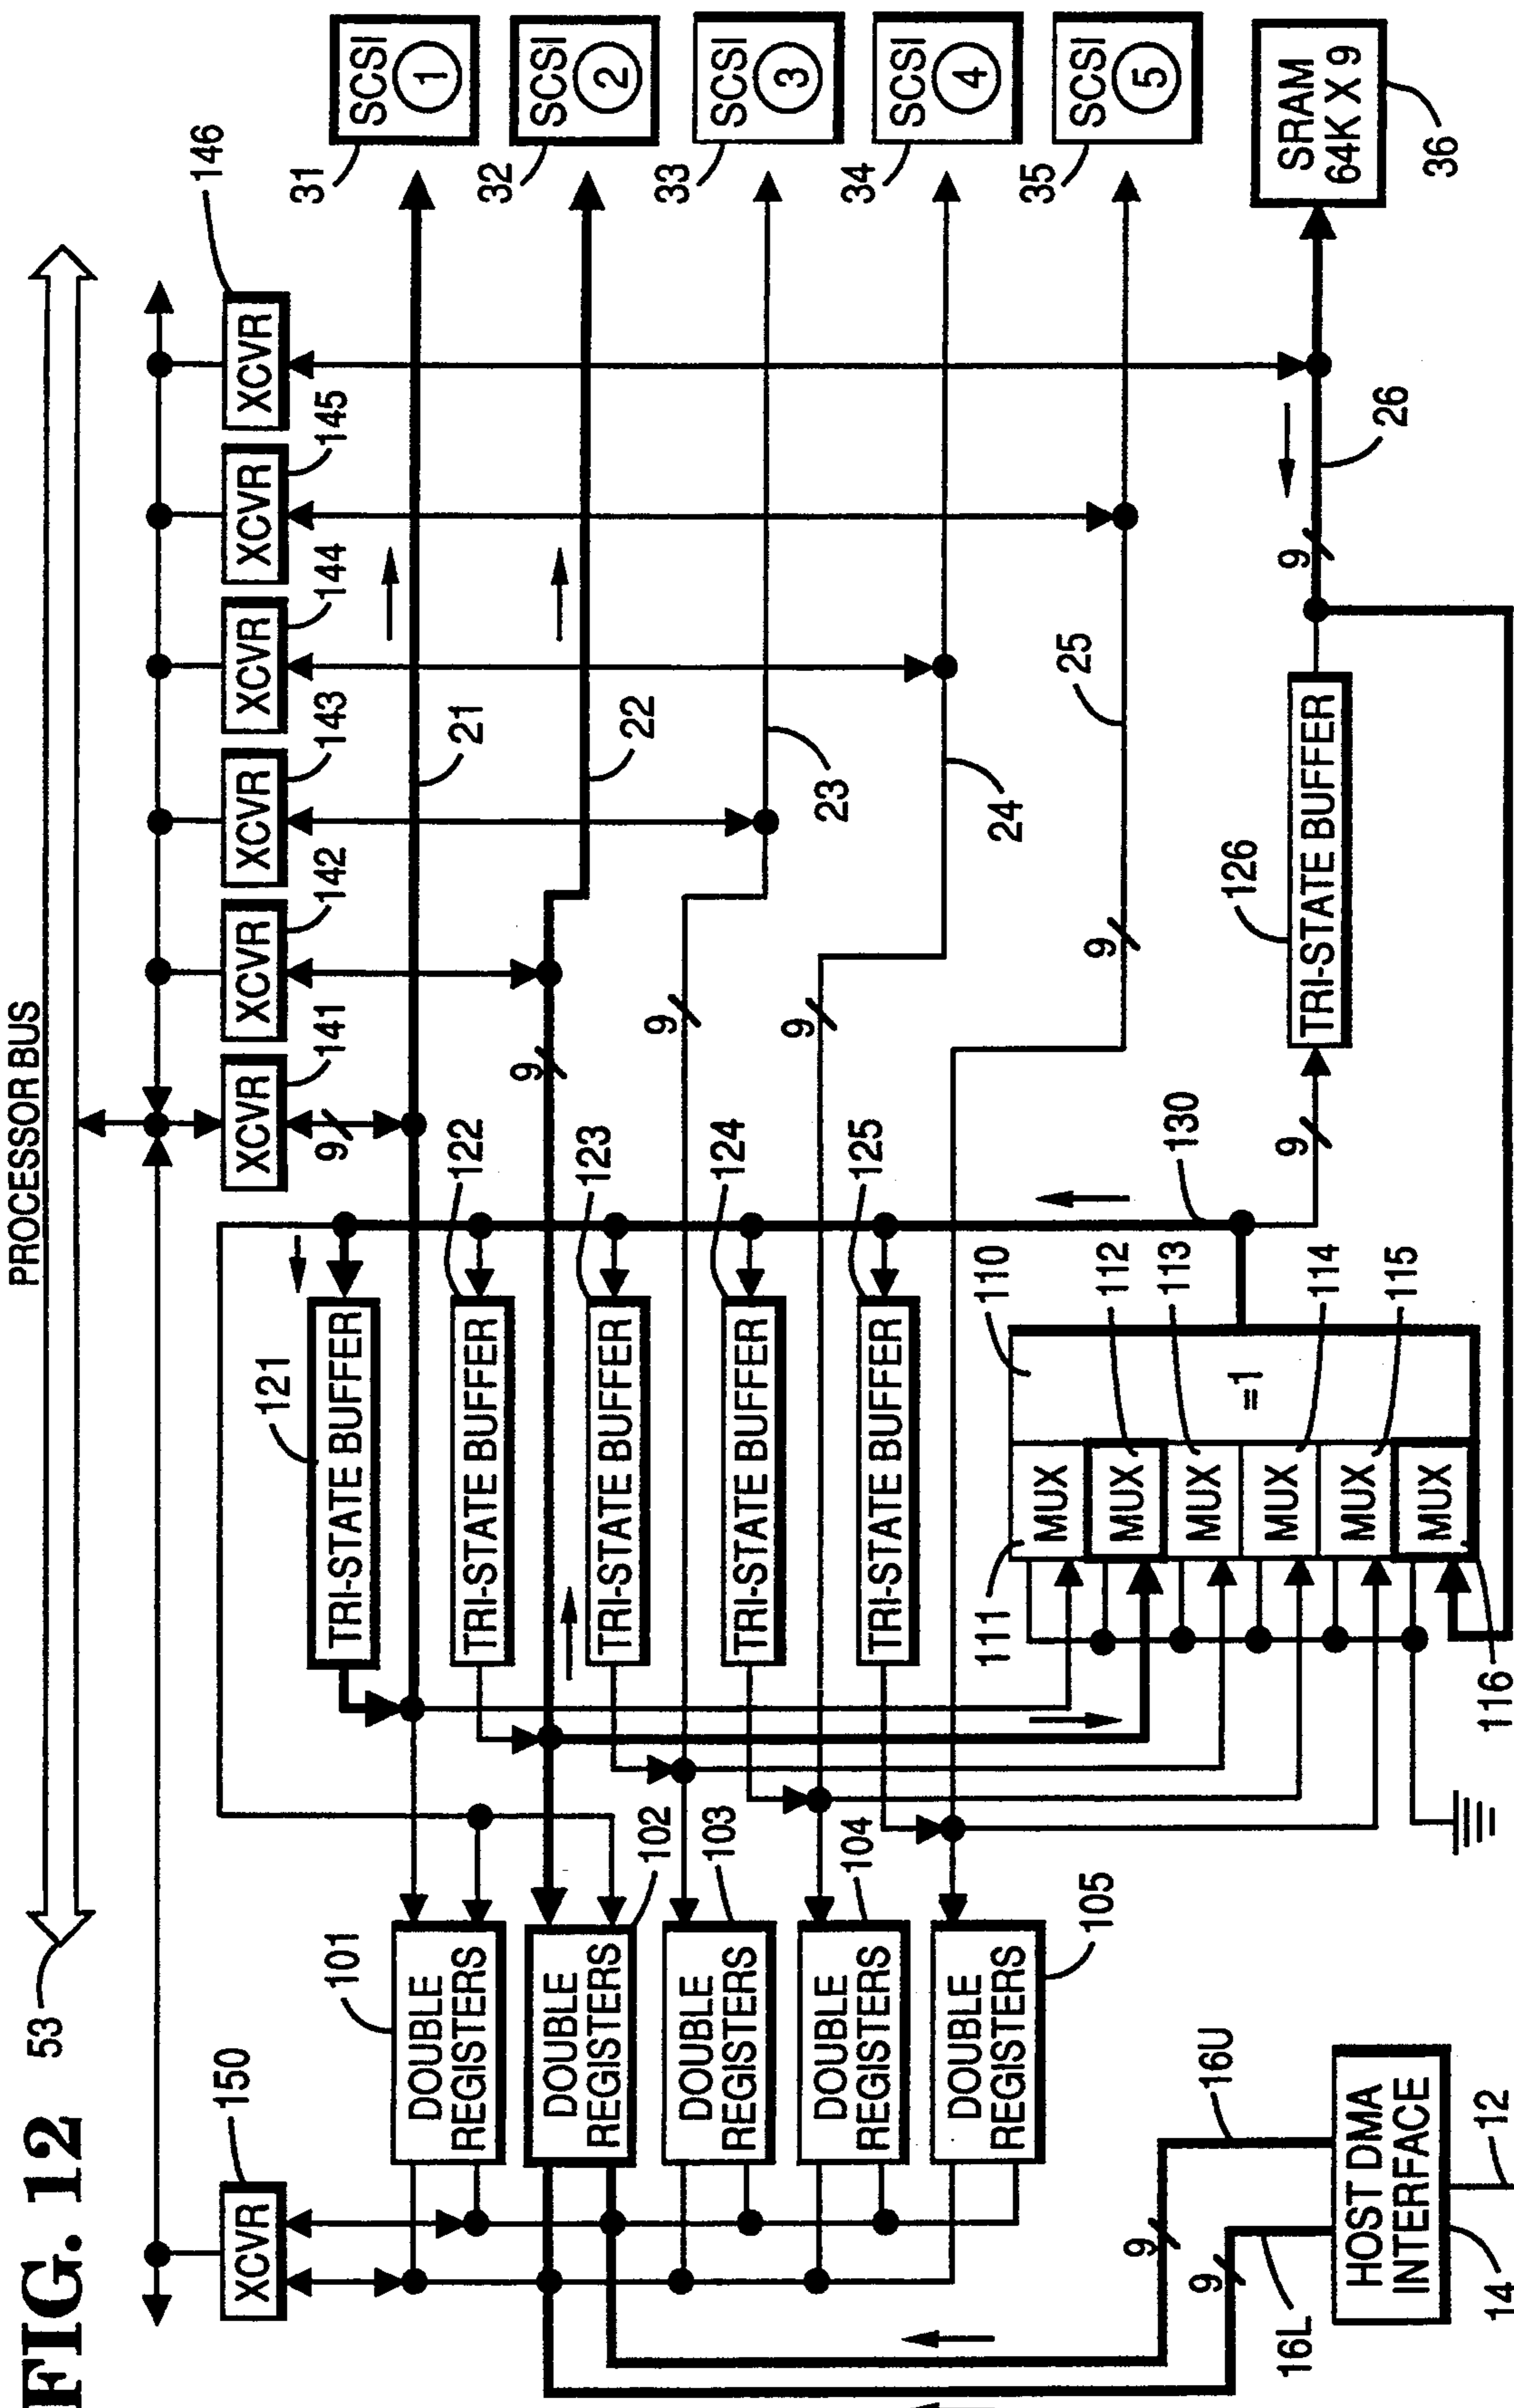 FIG. 12
PROCESSOR BUS
53
150
XCVR
XCVR
141
XCVR
142
XCVR
143
XCVR
144
XCVR
145
XCVR
146
9
101
DOUBLE
REGISTERS
DOUBLE
REGISTERS
102
DOUBLE
REGISTERS
103
DOUBLE
REGISTERS
104
DOUBLE
REGISTERS
105
121
TRI-STATE BUFFER
122
TRI-STATE BUFFER
123
TRI-STATE BUFFER
124
TRI-STATE BUFFER
125
TRI-STATE BUFFER
21
9
22
9
23
9
24
9
25
31
SCSI
1
32
SCSI
2
33
SCSI
3
34
SCSI
4
35
SCSI
5
SRAM
64K X 9
36
9
26
126
TRI-STATE BUFFER
9
130
110
111
MUX
112
MUX
113
MUX
114
MUX
115
MUX
116
=1
16U
9
9
16L
HOST DMA
INTERFACE
14
12